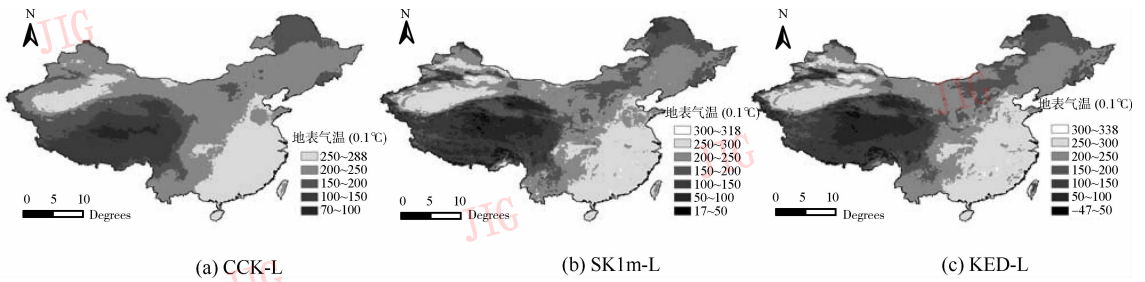 N
JIG
地表气温 (0.1℃)
250~288
200~250
150~200
100~150
70~100
0 5 10
Degrees
(a) CCK-L
JIG
N
地表气温 (0.1℃)
300~318
250~300
200~250
150~200
100~150
50~100
17~50
0 5 10
Degrees
JIG
JIG
(b) SK1m-L
N
JIG
地表气温 (0.1℃)
300~338
250~300
200~250
150~200
100~150
50~100
-47~50
0 5 10
Degrees
(c) KED-L